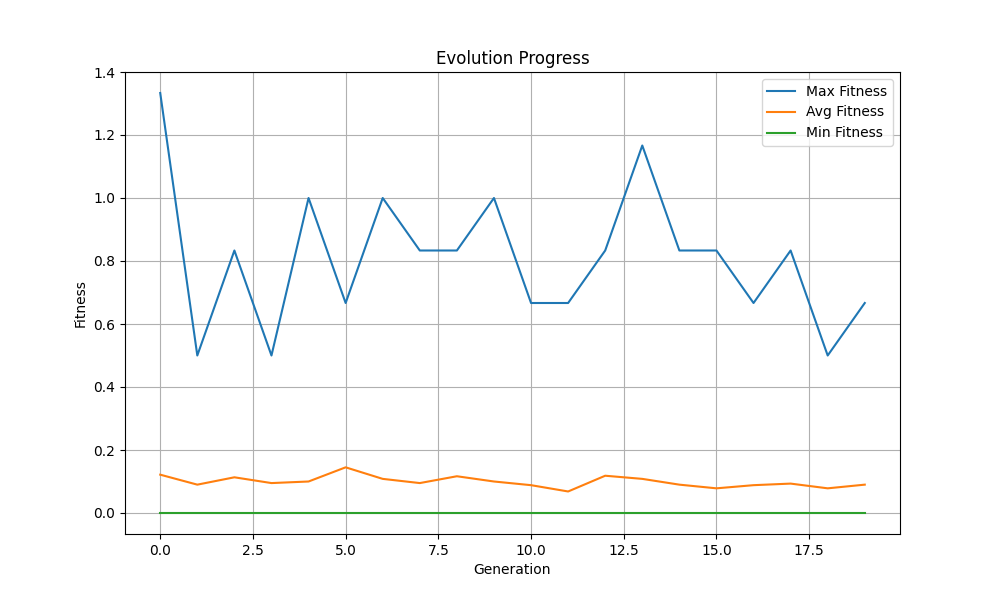 Evolution Progress
1.4
1.2
1.0
0.8
0.6
0.4
0.2
0.0
Fitness
Max Fitness
Avg Fitness
Min Fitness
0.0 2.5 5.0 7.5 10.0 12.5 15.0 17.5
Generation